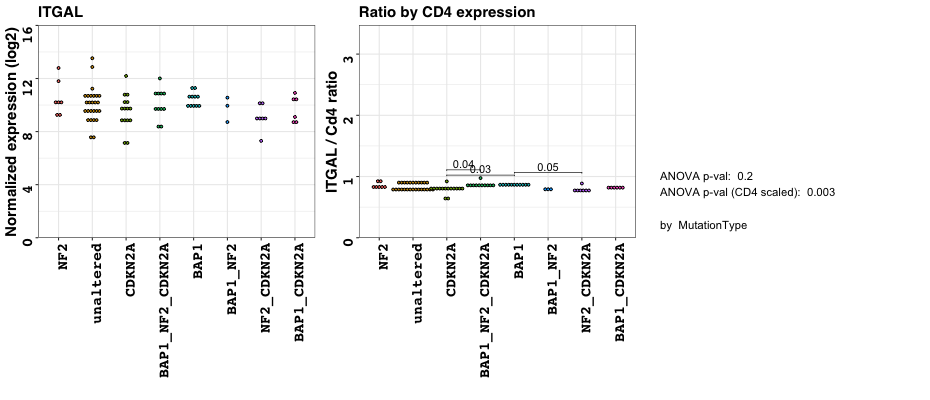 ITGAL
Normalized expression (log2)
16
12
8
4
0
NF2
unaltered
CDKN2A
BAP1_NF2_CDKN2A
BAP1
BAP1_NF2
NF2_CDKN2A
BAP1_CDKN2A
Ratio by CD4 expression
ITGAL / Cd4 ratio
3
2
1
0
0.04
0.03
0.05
NF2
unaltered
CDKN2A
BAP1_NF2_CDKN2A
BAP1
BAP1_NF2
NF2_CDKN2A
BAP1_CDKN2A
ANOVA p-val: 0.2
ANOVA p-val (CD4 scaled): 0.003
by MutationType